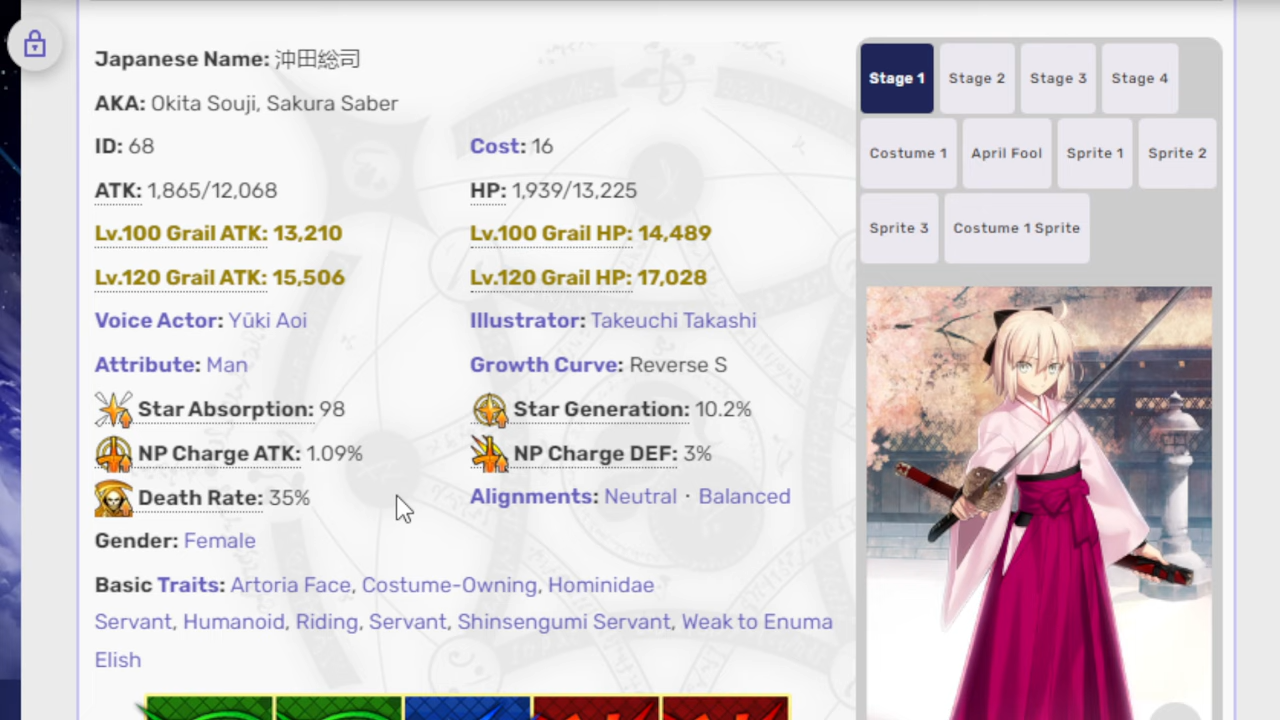 Japanese Name: 沖田総司
AKA: Okita Souji, Sakura Saber
ID: 68
Cost: 16
ATK: 1,865/12,068
HP: 1,939/13,225
Lv.100 Grail ATK: 13,210
Lv.100 Grail HP: 14,489
Lv.120 Grail ATK: 15,506
Lv.120 Grail HP: 17,028
Voice Actor: Yūki Aoi
Illustrator: Takeuchi Takashi
Attribute: Man
Growth Curve: Reverse S
Star Absorption: 98
Star Generation: 10.2%
NP Charge ATK: 1.09%
NP Charge DEF: 3%
Death Rate: 35%
Alignments: Neutral · Balanced
Gender: Female
Basic Traits: Artoria Face, Costume-Owning, Hominidae
Servant, Humanoid, Riding, Servant, Shinsengumi Servant, Weak to Enuma
Elish
Stage 1 Stage 2 Stage 3 Stage 4
Costume 1 April Fool Sprite 1 Sprite 2
Sprite 3 Costume 1 Sprite